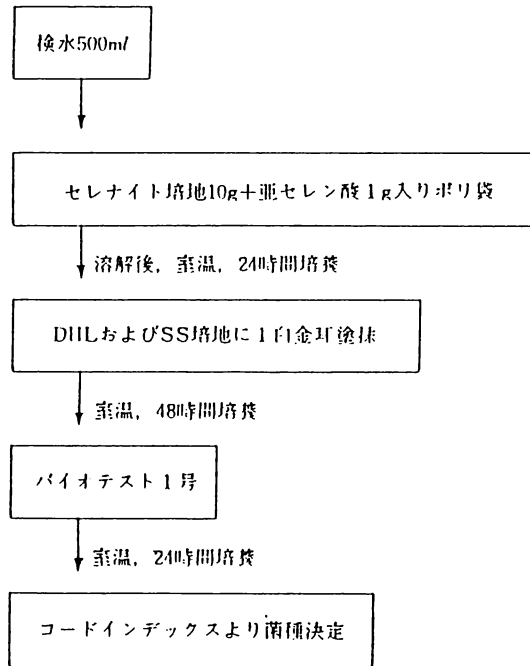 検水500ml
セレナイト培地10g+亜セレン酸1g入りポリ袋
溶解後，室温，24時間培養
DHLおよびSS培地に1白金耳塗抹
室温，48時間培養
バイオテスト1号
室温，24時間培養
コードインデックスより菌種決定